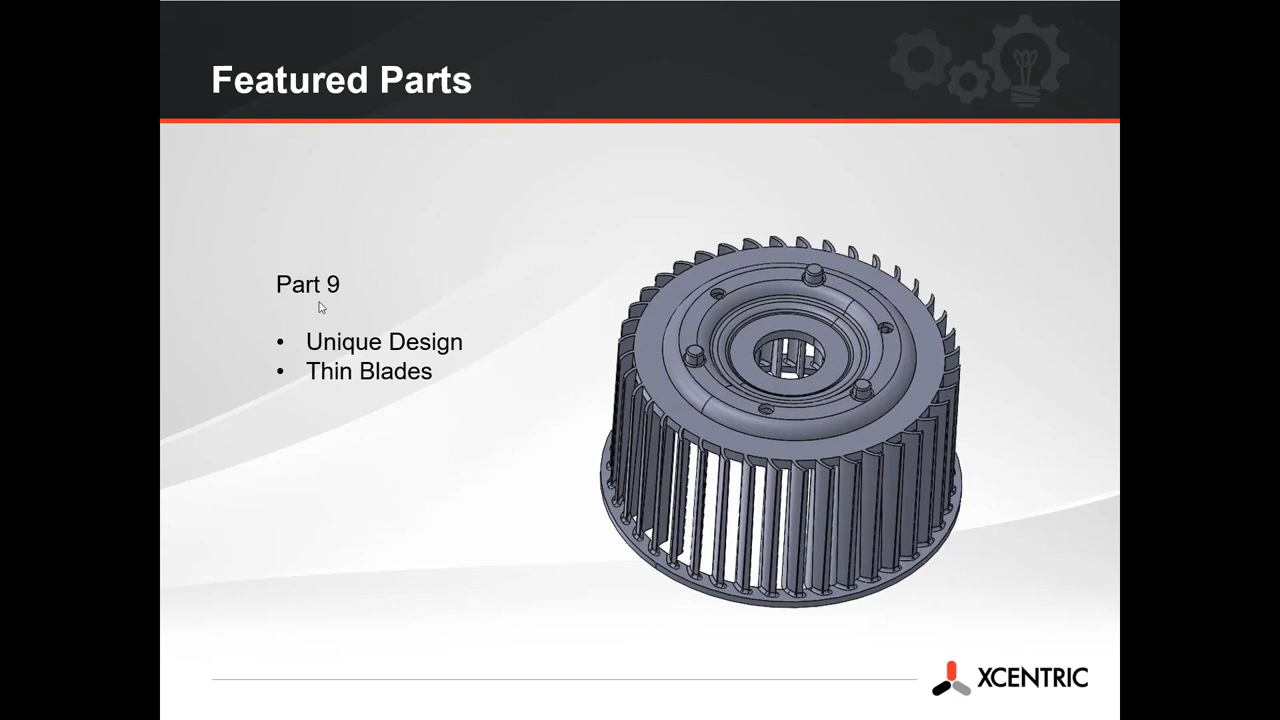 Featured Parts
Part 9
• Unique Design
• Thin Blades
XCENTRIC